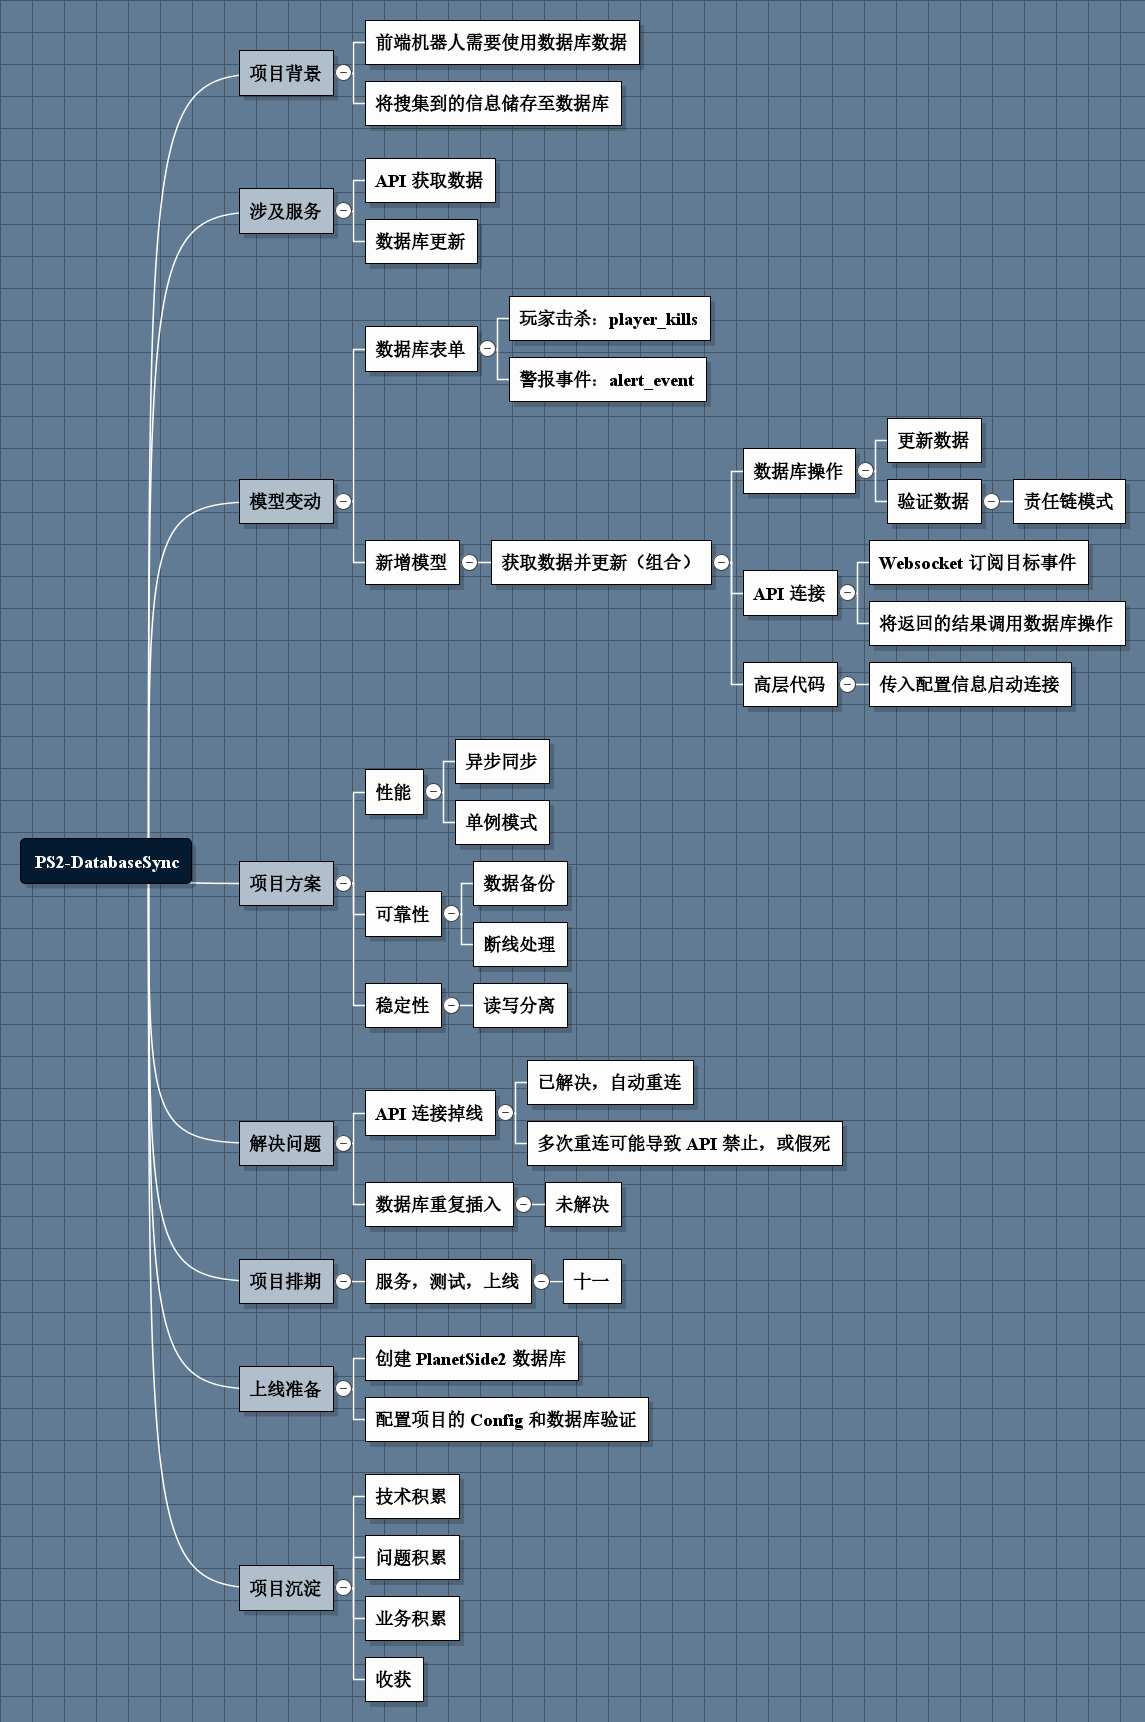 PS2-DatabaseSync
项目背景
前端机器人需要使用数据库数据
将搜集到的信息储存至数据库
涉及服务
API 获取数据
数据库更新
模型变动
数据库表单
玩家击杀：player_kills
警报事件：alert_event
新增模型
获取数据并更新（组合）
数据库操作
更新数据
验证数据
责任链模式
API 连接
Websocket 订阅目标事件
将返回的结果调用数据库操作
高层代码
传入配置信息启动连接
项目方案
性能
异步同步
单例模式
可靠性
数据备份
断线处理
稳定性
读写分离
解决问题
API 连接掉线
已解决，自动重连
多次重连可能导致 API 禁止，或假死
数据库重复插入
未解决
项目排期
服务，测试，上线
十一
上线准备
创建 PlanetSide2 数据库
配置项目的 Config 和数据库验证
项目沉淀
技术积累
问题积累
业务积累
收获